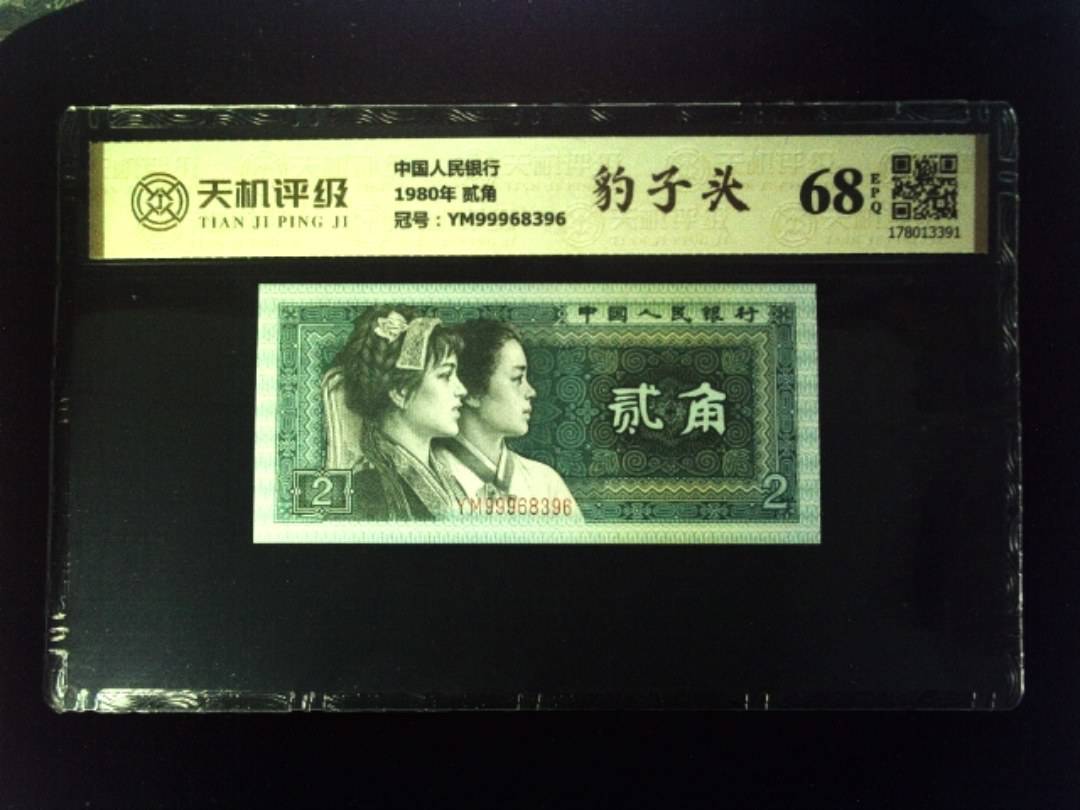 天机评级
TIAN JI PING JI
中国人民银行
1980年 贰角
冠号：YM99968396
豹子头
68
EPQ
178013391
中国人民银行
贰角
2
YM99968396
2